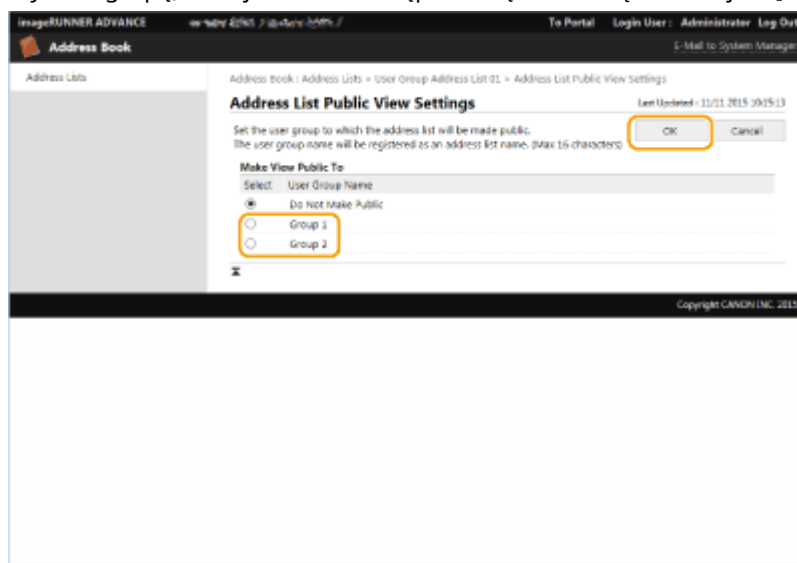 imageRUNNER ADVANCE To Portal Login User : Administrator Log Out
Address Book E-Mail to System Manager
Address Lists
Address Book : Address Lists > User Group Address List 01 > Address List Public View Settings
Address List Public View Settings
Last Updated : 11/11 2015 10:15:13
Set the user group to which the address list will be made public.
The user group name will be registered as an address list name. (Max 16 characters)
OK Cancel
Make View Public To
Select User Group Name
Do Not Make Public
Group 1
Group 2
Copyright CANON INC. 2015